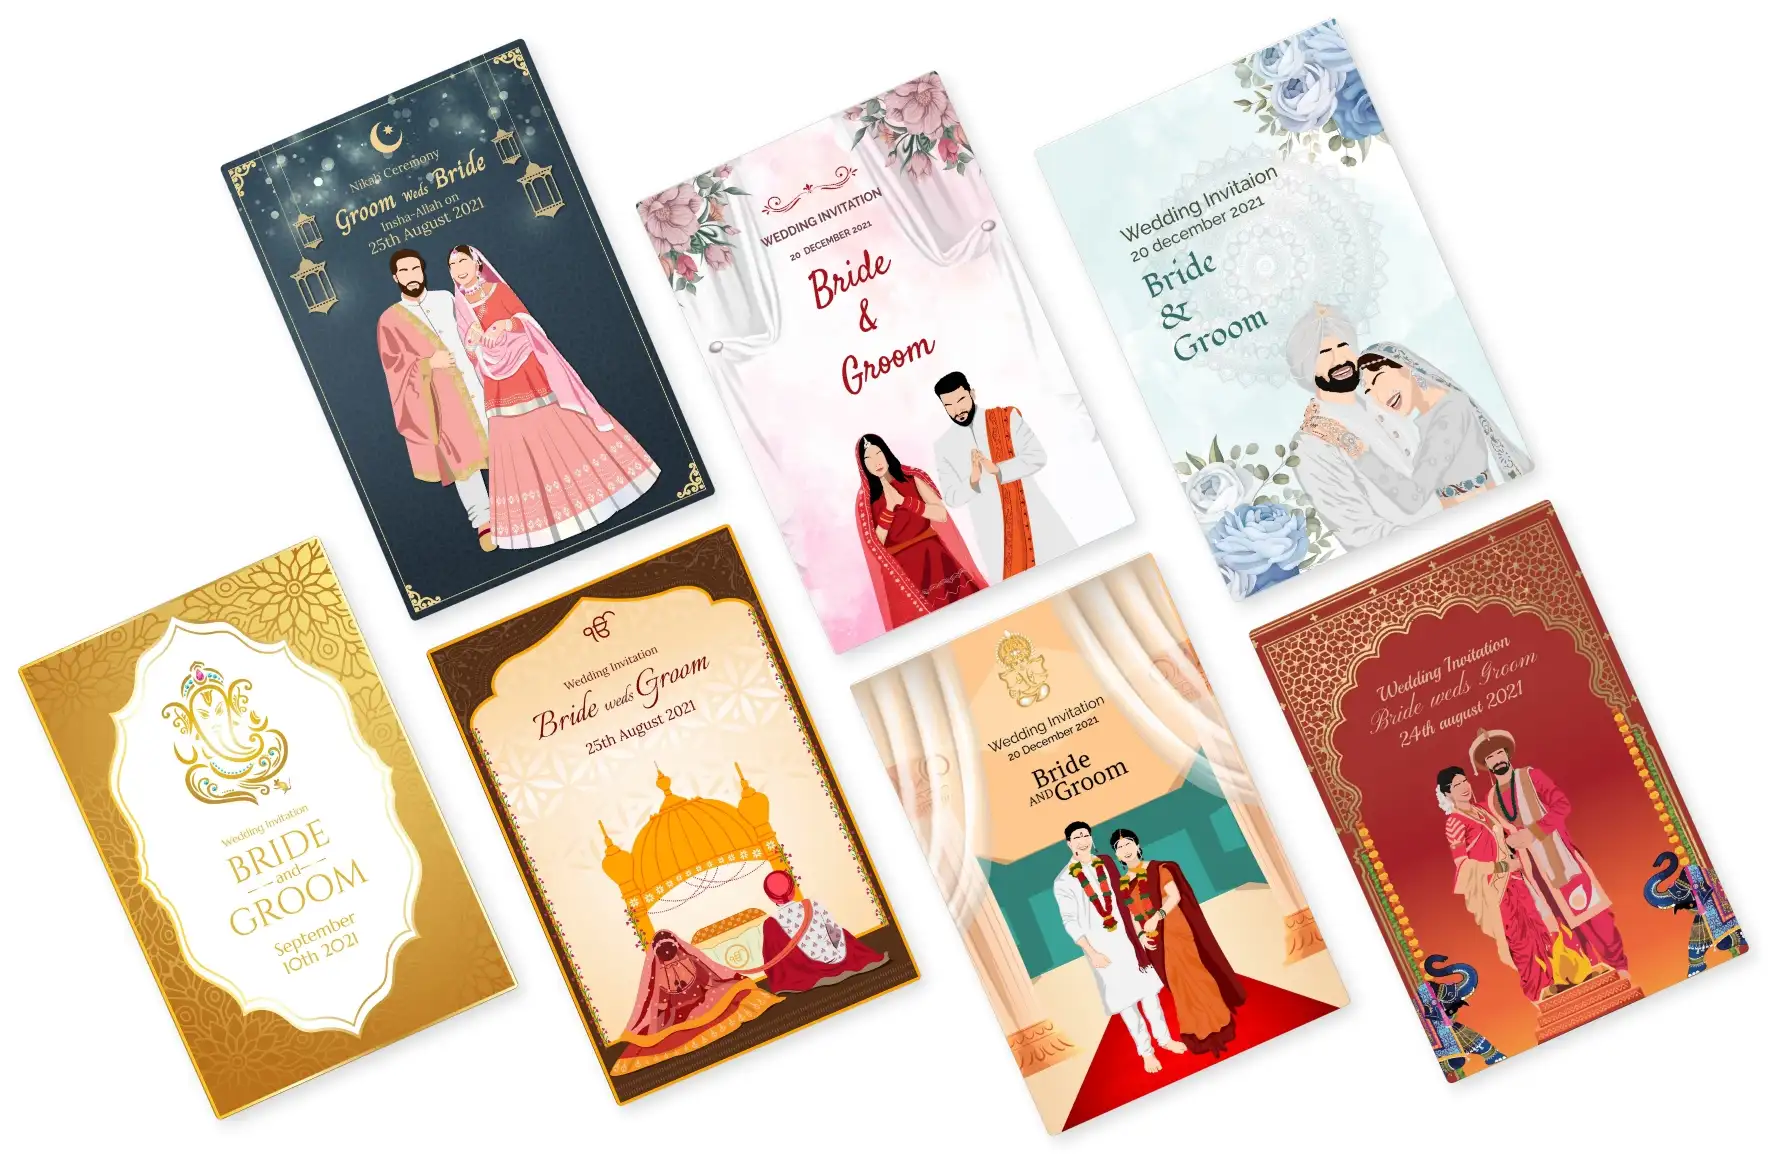 Nikah Ceremony
Groom Weds Bride
Insha-Allah on
25th August 2021
WEDDING INVITATION
20 DECEMBER 2021
Bride
&
Groom
Wedding Invitaion
20 december 2021
Bride
&
Groom
Wedding Invitation
BRIDE
-and-
GROOM
September
10th 2021
ੴ
Wedding Invitation
Bride weds Groom
25th August 2021
ੴ
Wedding Invitation
20 December 2021
Bride
AND Groom
Wedding Invitation
Bride weds Groom
24th august 2021